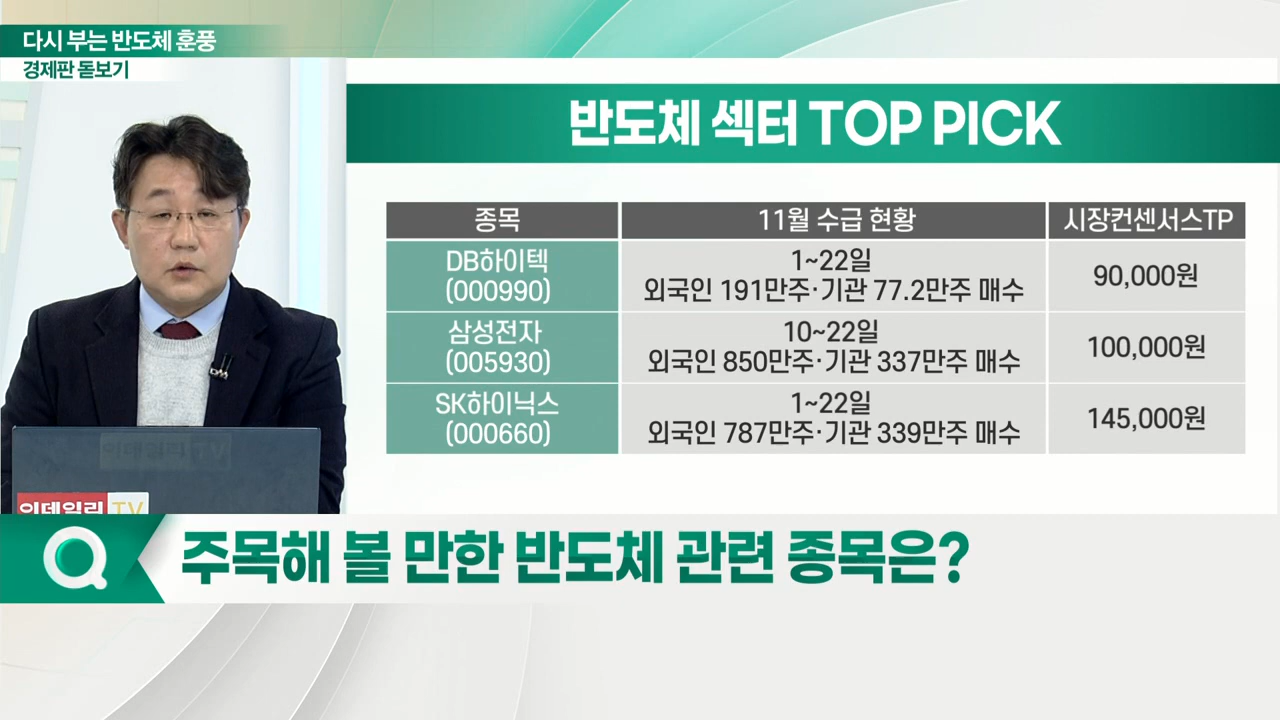 다시 부는 반도체 훈풍
경제판 돋보기
반도체 섹터 TOP PICK
종목 11월 수급 현황 시장컨센서스TP
DB하이텍
(000990)
1~22일
외국인 191만주·기관 77.2만주 매수
90,000원
삼성전자
(005930)
10~22일
외국인 850만주·기관 337만주 매수
100,000원
SK하이닉스
(000660)
1~22일
외국인 787만주·기관 339만주 매수
145,000원
이데일리 TV
이데일리 TV
주목해 볼 만한 반도체 관련 종목은?